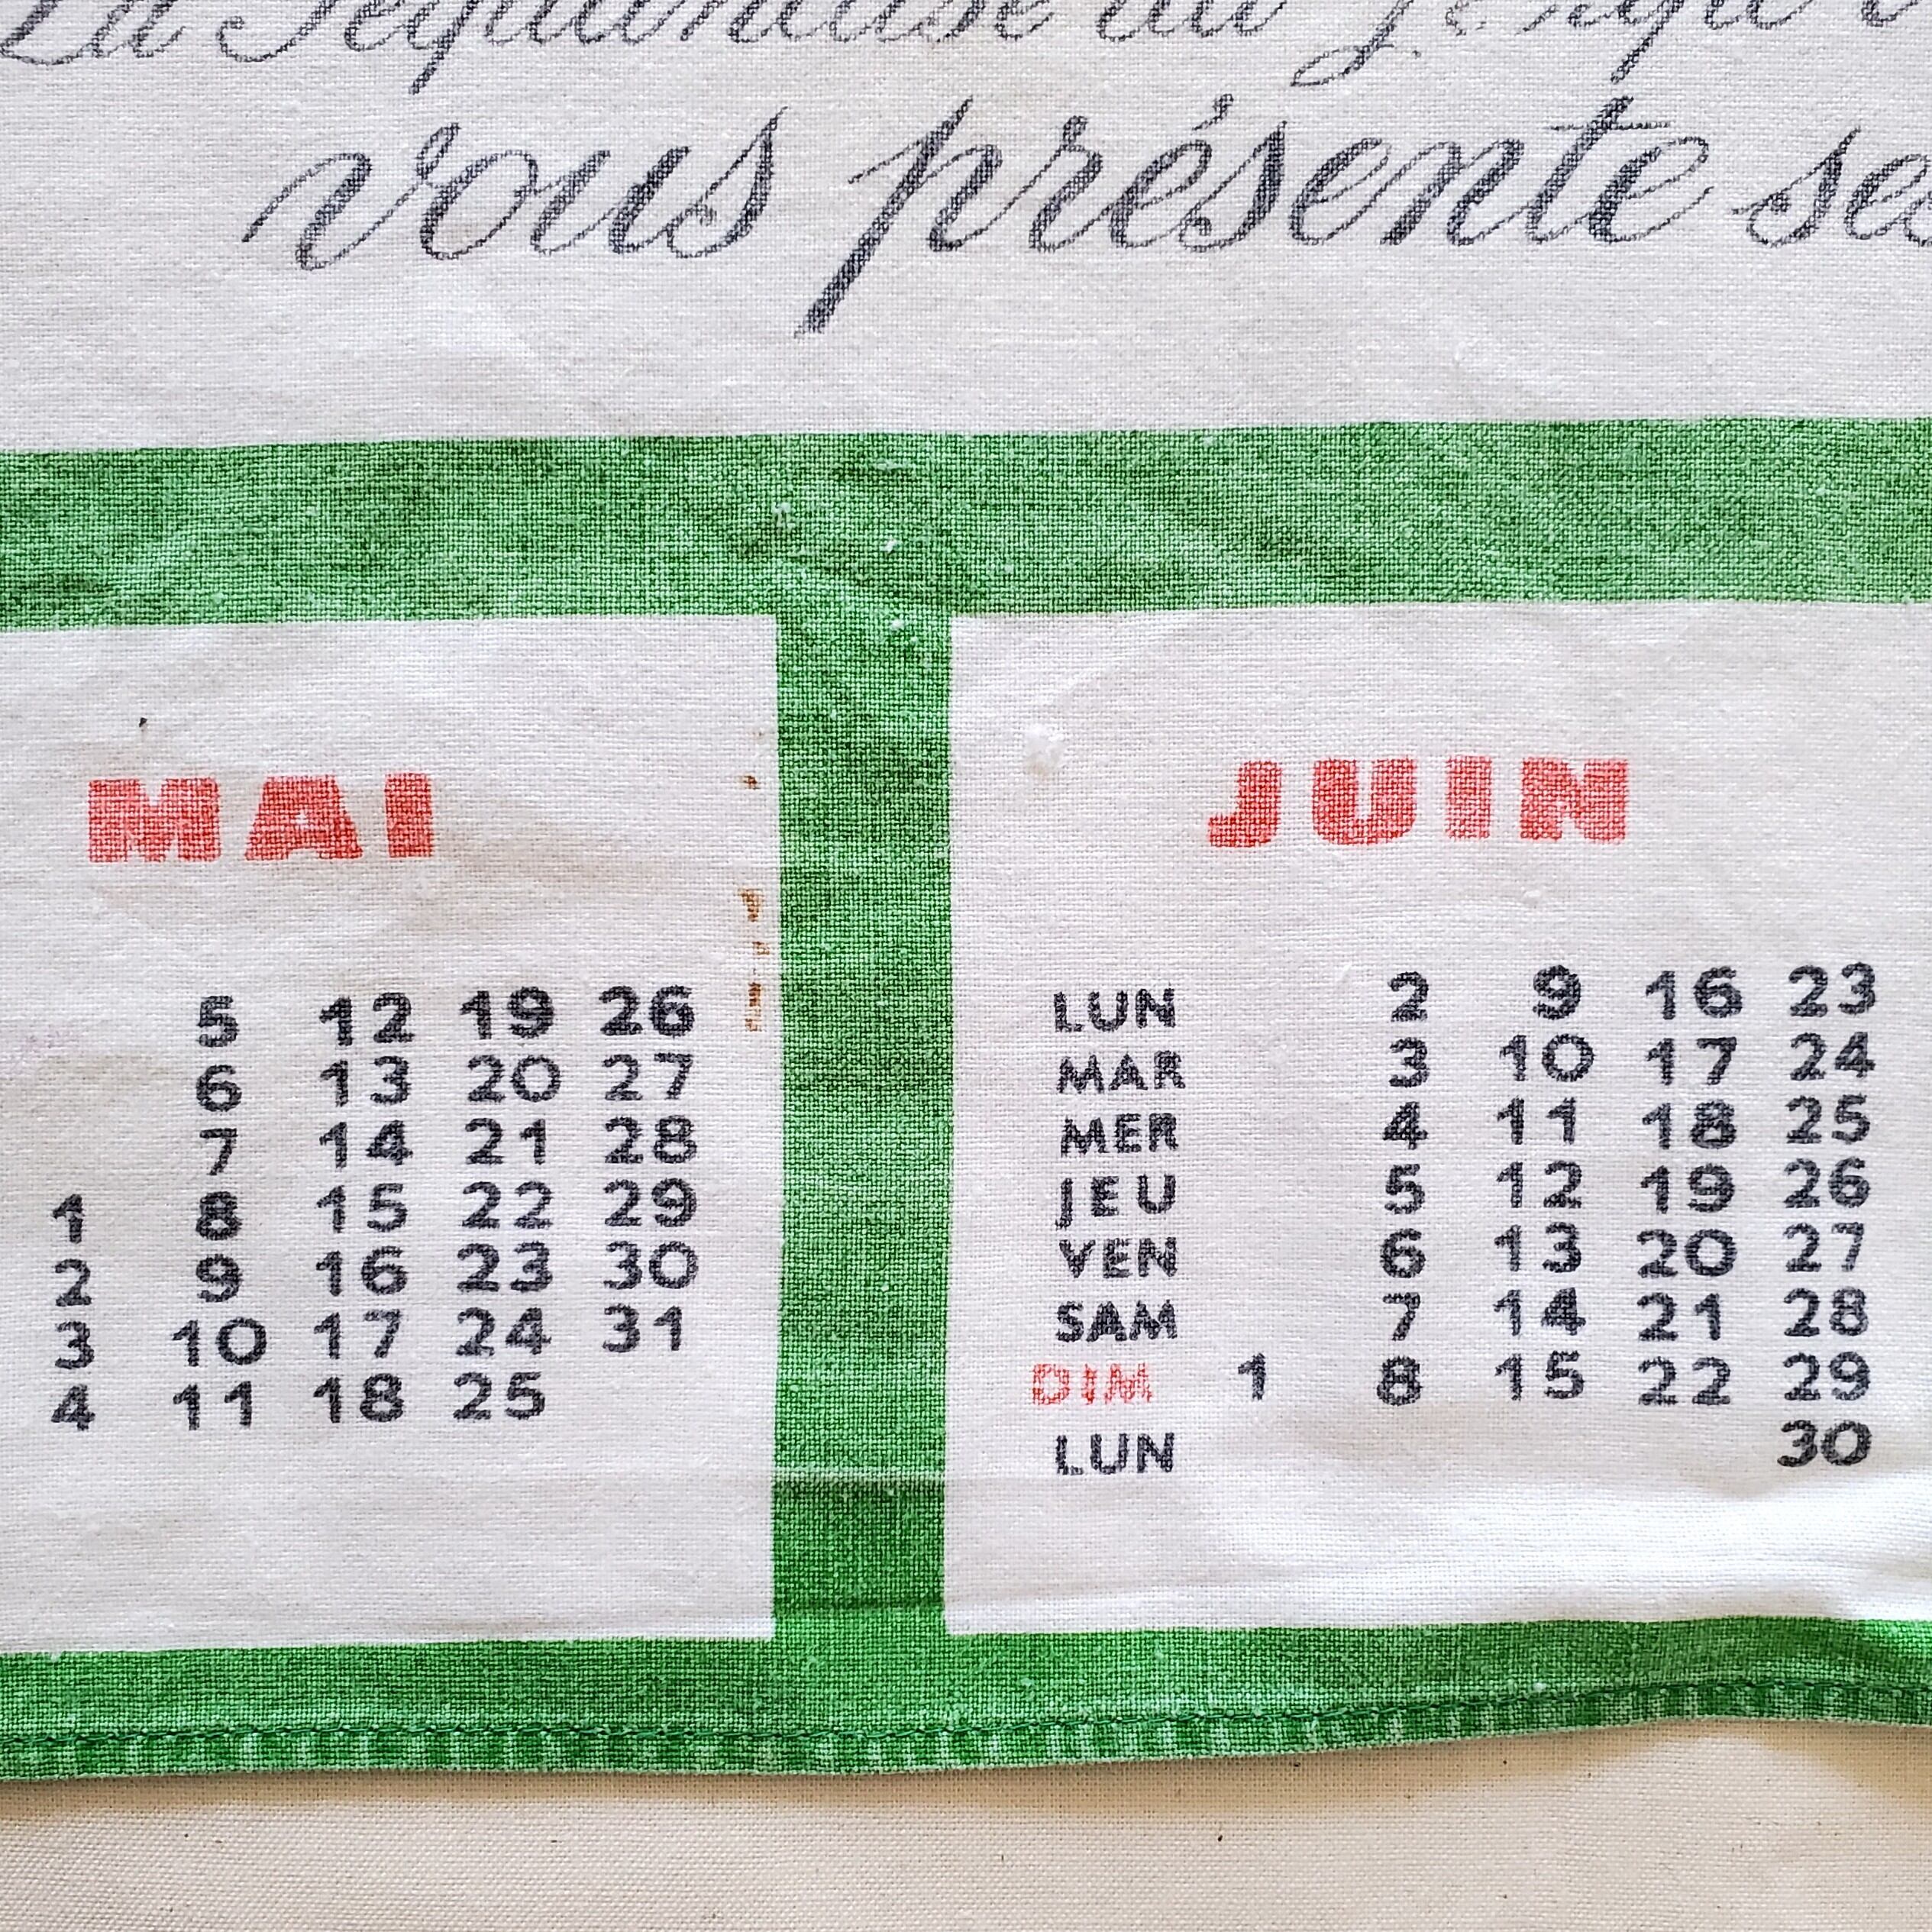 La Séquanaise du
vous présente
MAI
5 12 19 26
6 13 20 27
7 14 21 28
1 8 15 22 29
2 9 16 23 30
3 10 17 24 31
4 11 18 25
JUIN
LUN 2 9 16 23
MAR 3 10 17 24
MER 4 11 18 25
JEU 5 12 19 26
VEN 6 13 20 27
SAM 7 14 21 28
DIM 1 8 15 22 29
LUN 30